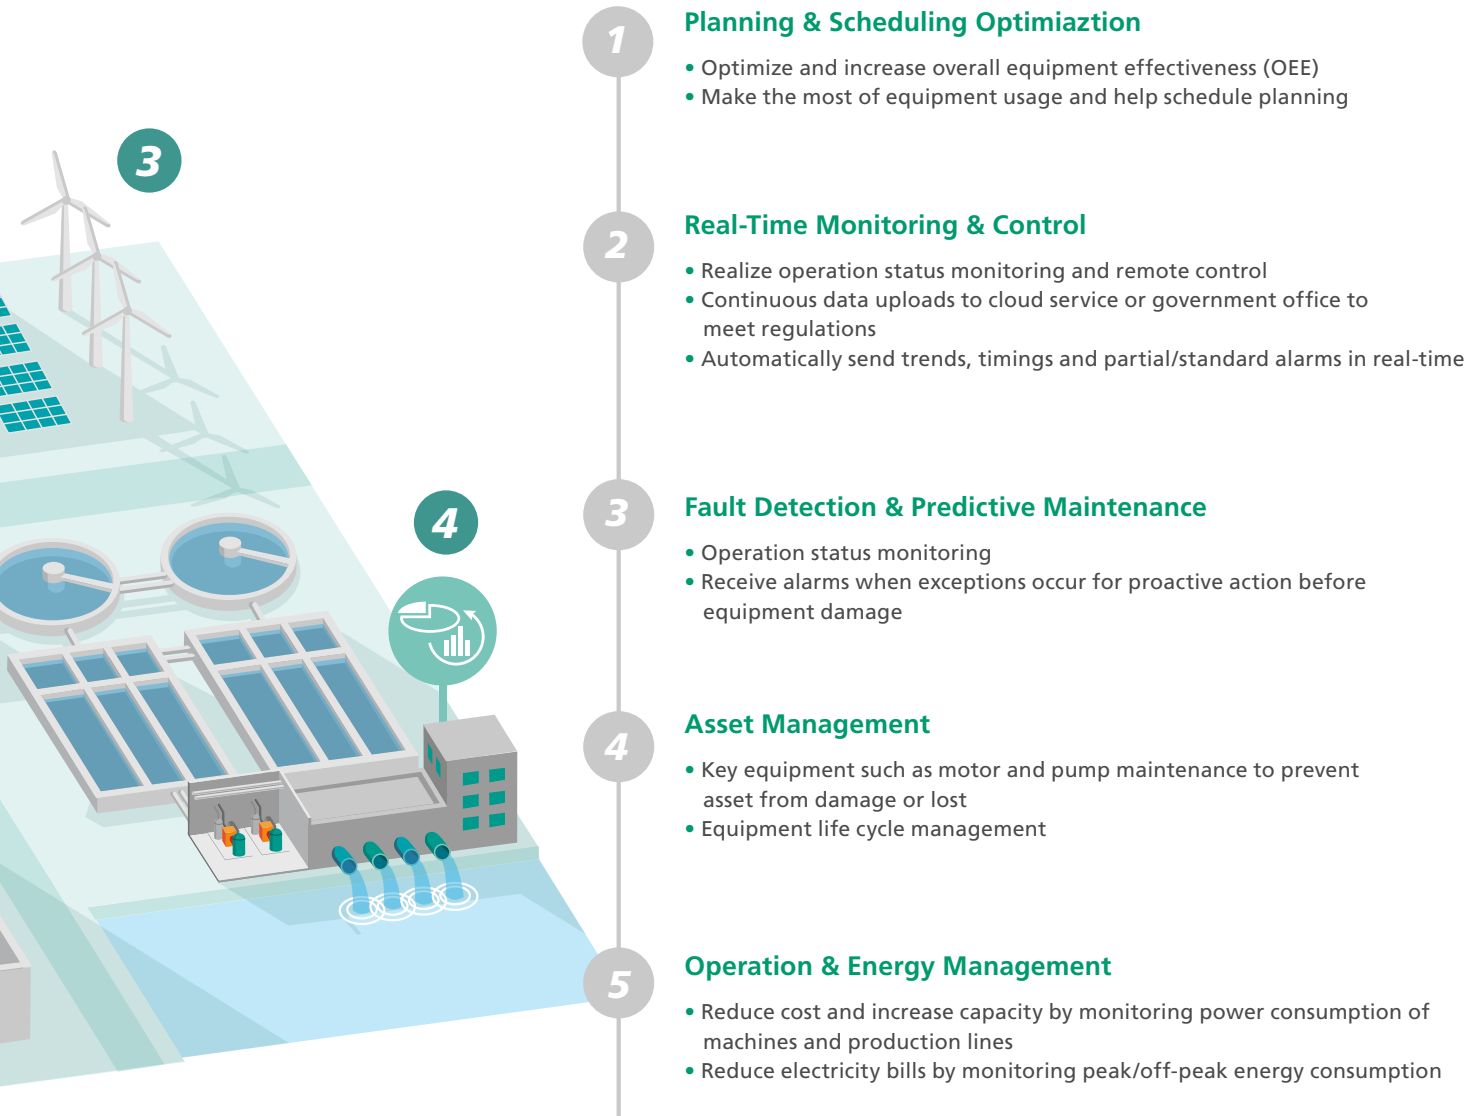 1
Planning & Scheduling Optimiaztion
• Optimize and increase overall equipment effectiveness (OEE)
• Make the most of equipment usage and help schedule planning
3
2
Real-Time Monitoring & Control
• Realize operation status monitoring and remote control
• Continuous data uploads to cloud service or government office to
meet regulations
• Automatically send trends, timings and partial/standard alarms in real-time
4
3
Fault Detection & Predictive Maintenance
• Operation status monitoring
• Receive alarms when exceptions occur for proactive action before
equipment damage
4
Asset Management
• Key equipment such as motor and pump maintenance to prevent
asset from damage or lost
• Equipment life cycle management
5
Operation & Energy Management
• Reduce cost and increase capacity by monitoring power consumption of
machines and production lines
• Reduce electricity bills by monitoring peak/off-peak energy consumption